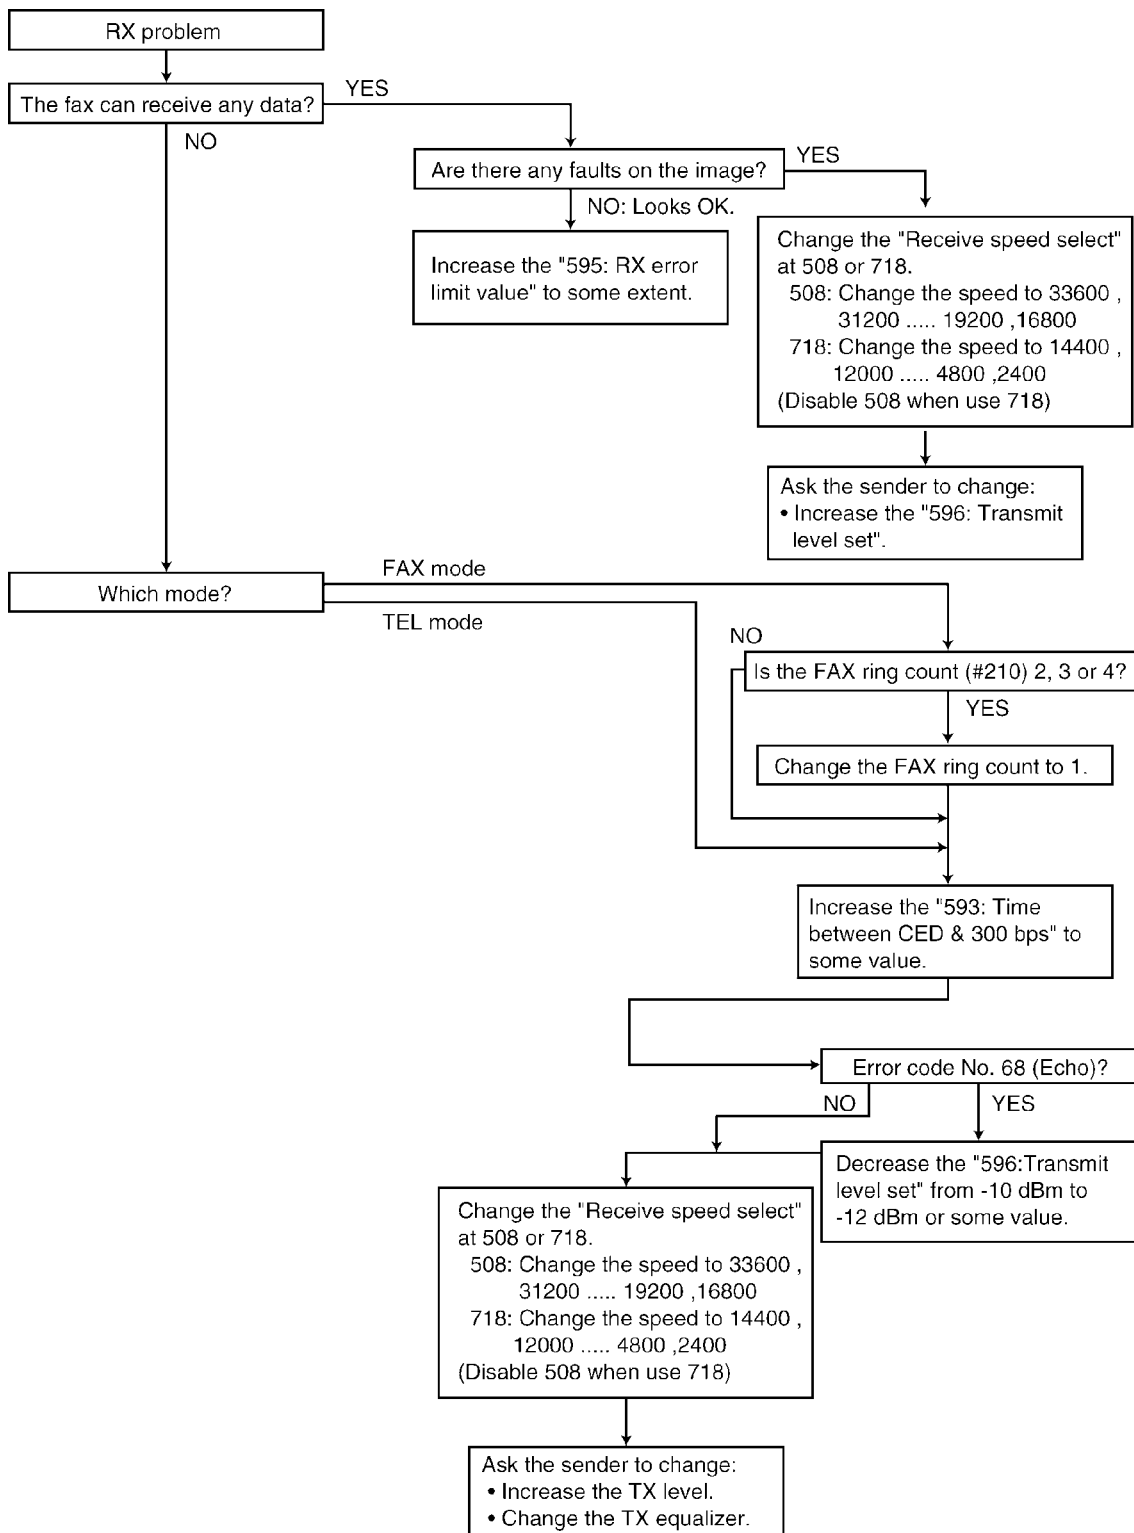 RX problem
The fax can receive any data?
YES
NO
Are there any faults on the image?
YES
NO: Looks OK.
Increase the "595: RX error
limit value" to some extent.
Change the "Receive speed select"
at 508 or 718.
508: Change the speed to 33600 ,
31200 ..... 19200 ,16800
718: Change the speed to 14400 ,
12000 ..... 4800 ,2400
(Disable 508 when use 718)
Ask the sender to change:
• Increase the "596: Transmit
level set".
Which mode?
FAX mode
TEL mode
NO
Is the FAX ring count (#210) 2, 3 or 4?
YES
Change the FAX ring count to 1.
Increase the "593: Time
between CED & 300 bps" to
some value.
Error code No. 68 (Echo)?
NO
YES
Decrease the "596:Transmit
level set" from -10 dBm to
-12 dBm or some value.
Change the "Receive speed select"
at 508 or 718.
508: Change the speed to 33600 ,
31200 ..... 19200 ,16800
718: Change the speed to 14400 ,
12000 ..... 4800 ,2400
(Disable 508 when use 718)
Ask the sender to change:
• Increase the TX level.
• Change the TX equalizer.